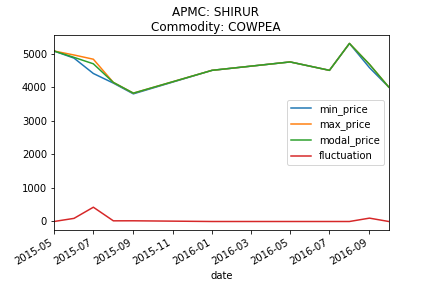 APMC: SHIRUR
Commodity: COWPEA
5000
4000
3000
2000
1000
0
min_price
max_price
modal_price
fluctuation
2015-05
2015-07
2015-09
2015-11
2016-01
2016-03
2016-05
2016-07
2016-09
date